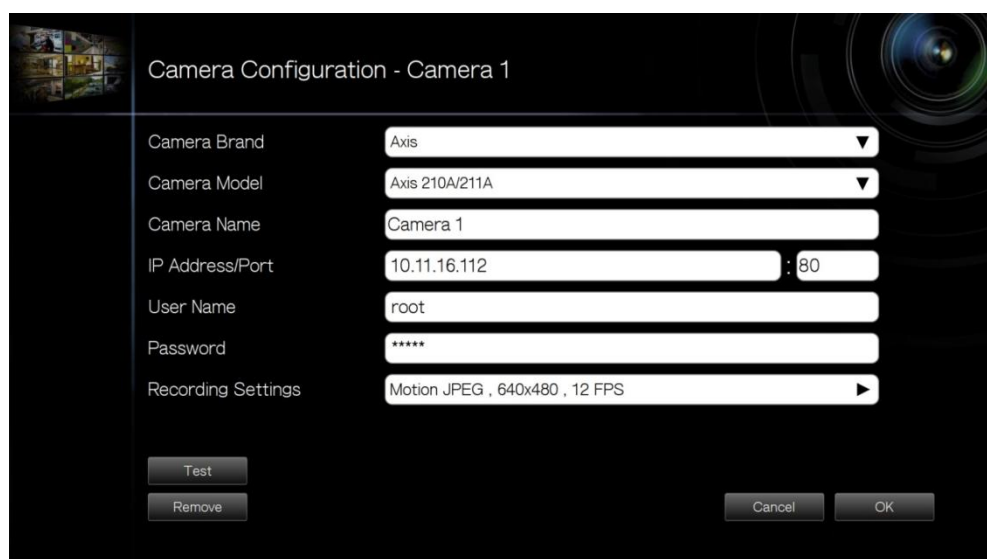 Camera Configuration - Camera 1
Camera Brand Axis ▼
Camera Model Axis 210A/211A ▼
Camera Name Camera 1
IP Address/Port 10.11.16.112 : 80
User Name root
Password *****
Recording Settings Motion JPEG , 640x480 , 12 FPS ►
Test
Remove Cancel OK